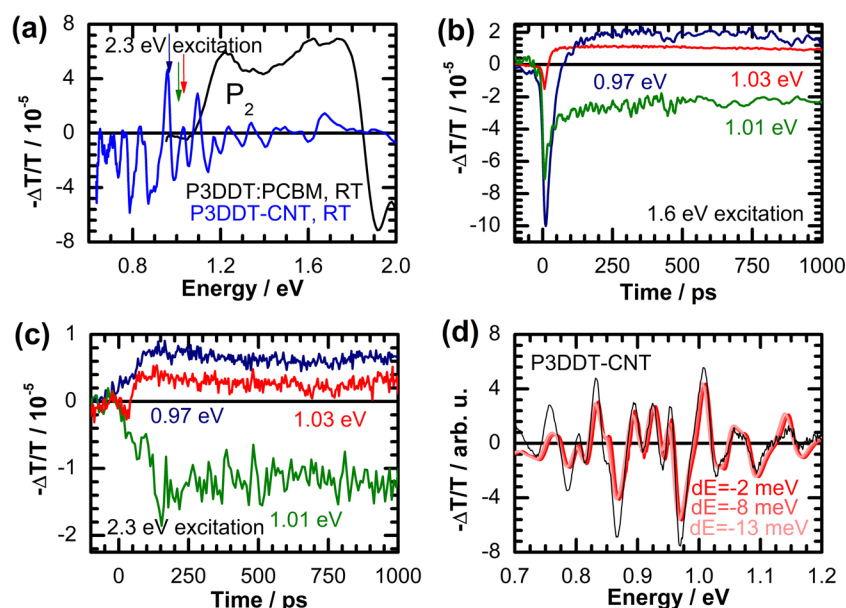 (a)
2.3 eV excitation
P2
P3DDT:PCBM, RT
P3DDT-CNT, RT
-ΔT/T / 10-5
8
4
0
-4
-8
0.8 1.2 1.6 2.0
Energy / eV
(b)
0.97 eV 1.03 eV
1.01 eV
1.6 eV excitation
-ΔT/T / 10-5
2
0
-2
-4
-6
-8
-10
0 250 500 750 1000
Time / ps
(c)
0.97 eV 1.03 eV
1.01 eV
2.3 eV excitation
-ΔT/T / 10-5
1
0
-1
-2
0 250 500 750 1000
Time / ps
(d)
P3DDT-CNT
dE=-2 meV
dE=-8 meV
dE=-13 meV
-ΔT/T / arb. u.
8
4
0
-4
-8
0.7 0.8 0.9 1.0 1.1 1.2
Energy / eV